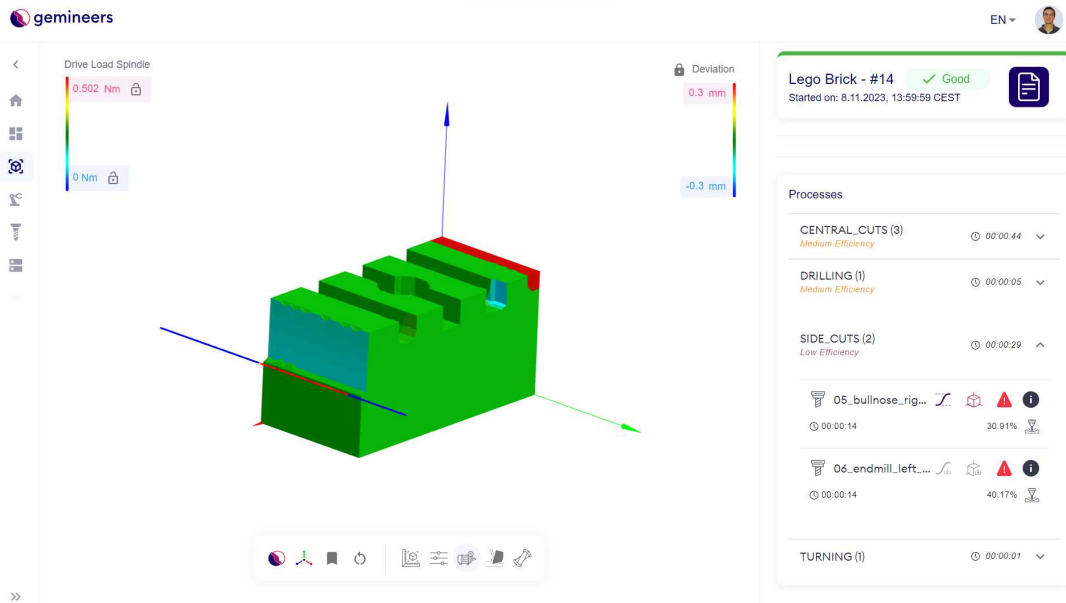 gemineers
EN
Drive Load Spindle
0.502 Nm
0 Nm
Deviation
0.3 mm
-0.3 mm
Lego Brick - #14
Good
Started on: 8.11.2023, 13:59:59 CEST
Processes
CENTRAL_CUTS (3)
00:00:44
Medium Efficiency
DRILLING (1)
00:00:05
Medium Efficiency
SIDE_CUTS (2)
00:00:29
Low Efficiency
05_bullnose_rig...
00:00:14
30.91%
06_endmill_left_...
00:00:14
40.17%
TURNING (1)
00:00:01